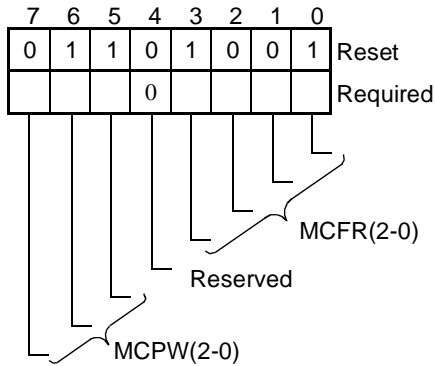 7 6 5 4 3 2 1 0
0 1 1 0 1 0 0 1 Reset
0 Required
MCFR(2-0)
Reserved
MCPW(2-0)